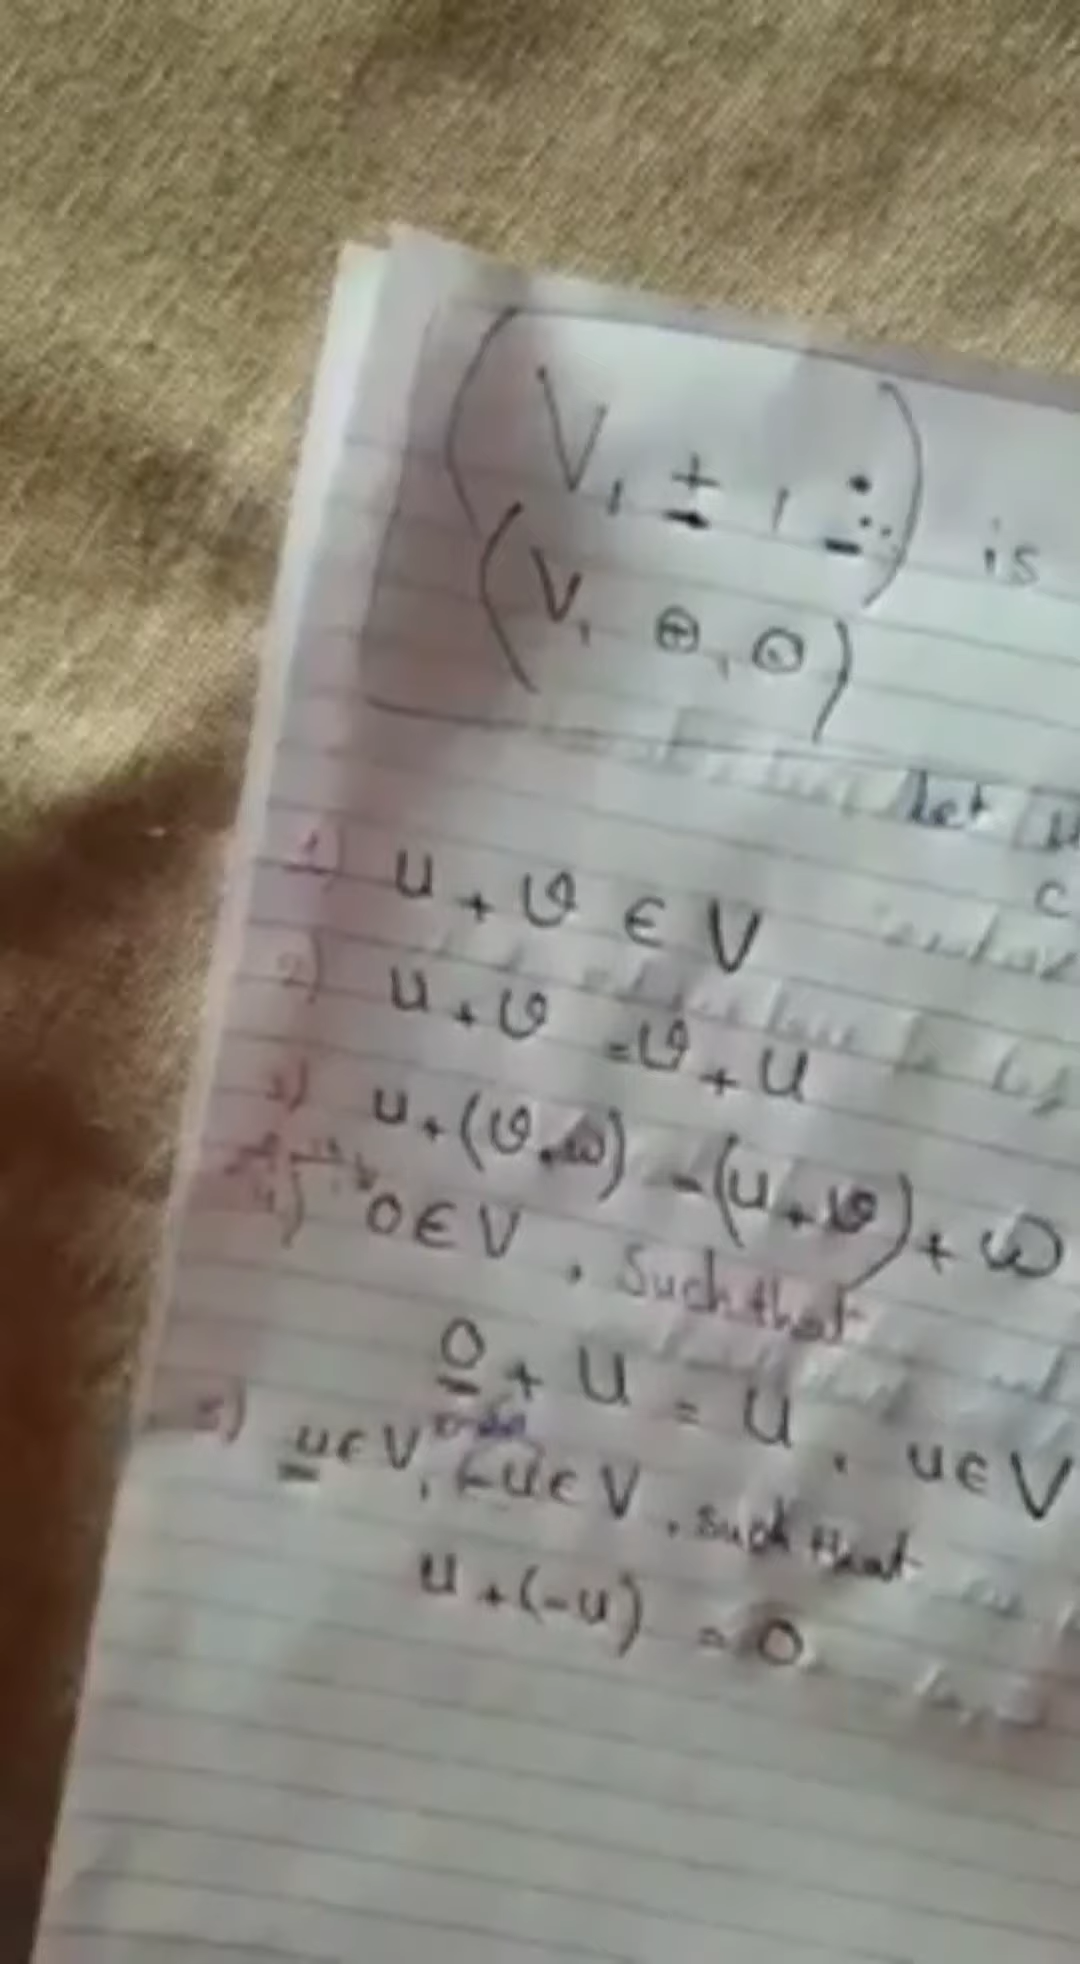 (V, +, ·) is
(V, ⊕, ⊙)
Let u
c
1) u + v ∈ V
2) u + v = v + u
3) u + (v + w) = (u + v) + w
4) 0 ∈ V, such that
0 + u = u, u ∈ V
5) u ∈ V, -u ∈ V, such that
u + (-u) = 0